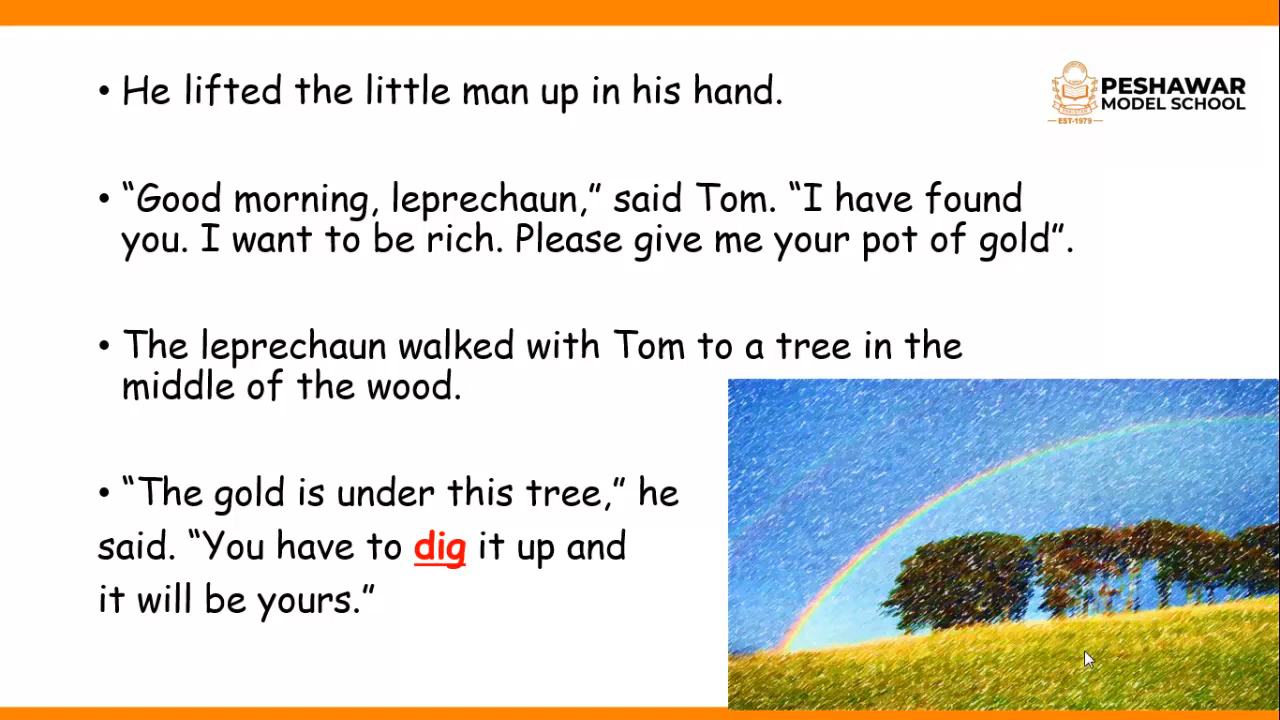 • He lifted the little man up in his hand.
PESHAWAR
MODEL SCHOOL
EST-1979
• “Good morning, leprechaun,” said Tom. “I have found
you. I want to be rich. Please give me your pot of gold”.
• The leprechaun walked with Tom to a tree in the
middle of the wood.
• “The gold is under this tree,” he
said. “You have to dig it up and
it will be yours.”